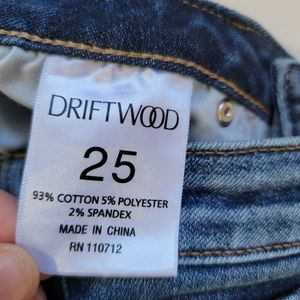 DRIFTWOOD
25
93% COTTON 5% POLYESTER
2% SPANDEX
MADE IN CHINA
RN 110712